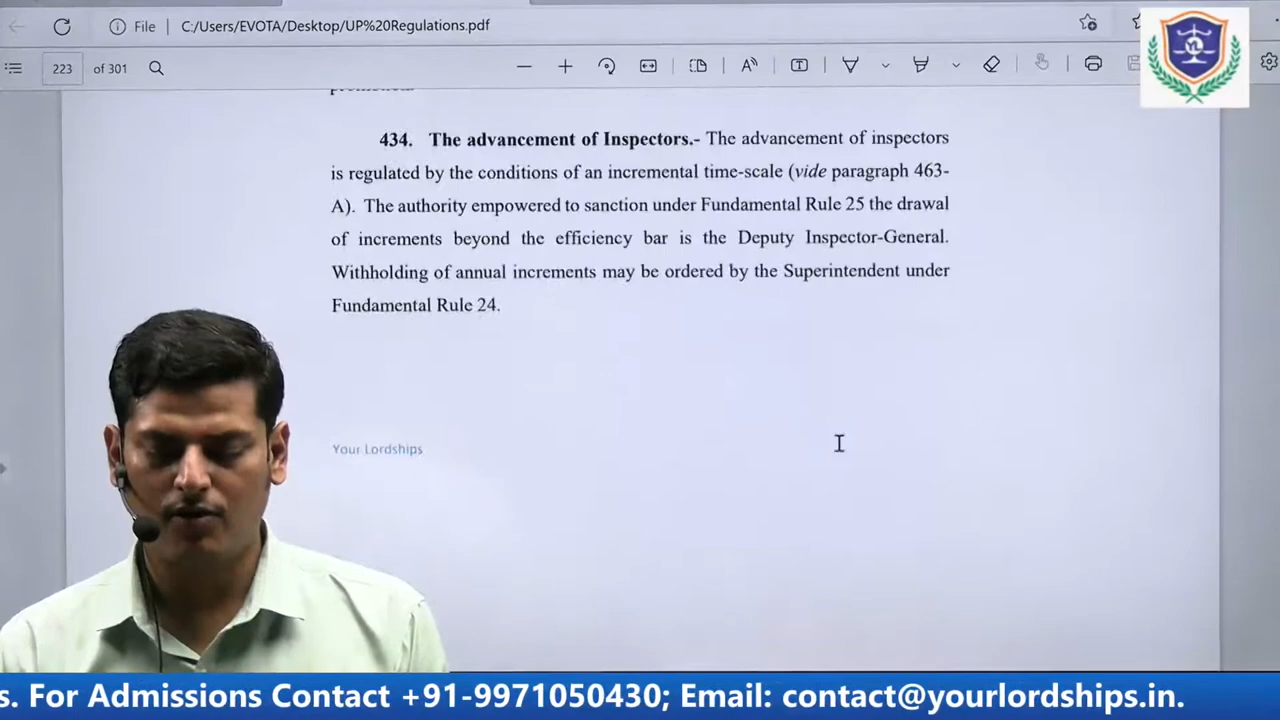 File
C:/Users/EVOTA/Desktop/UP%20Regulations.pdf
223 of 301
434. The advancement of Inspectors.- The advancement of inspectors
is regulated by the conditions of an incremental time-scale (vide paragraph 463-
A). The authority empowered to sanction under Fundamental Rule 25 the drawal
of increments beyond the efficiency bar is the Deputy Inspector-General.
Withholding of annual increments may be ordered by the Superintendent under
Fundamental Rule 24.
Your Lordships
s. For Admissions Contact +91-9971050430; Email: contact@yourlordships.in.